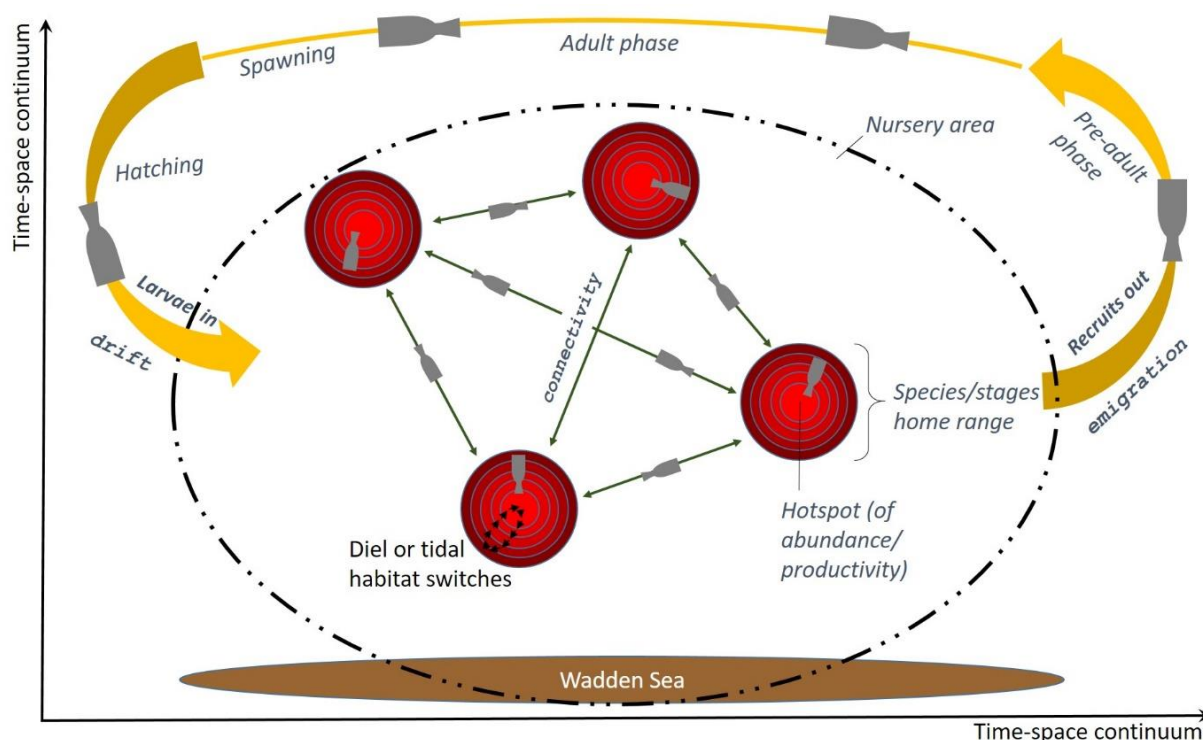 Time-space continuum
Spawning
Adult phase
Nursery area
Pre-adult
phase
Hatching
Larvae in
drift
connectivity
Recruits out
emigration
Species/stages
home range
Hotspot (of
abundance/
productivity)
Diel or tidal
habitat switches
Wadden Sea
Time-space continuum